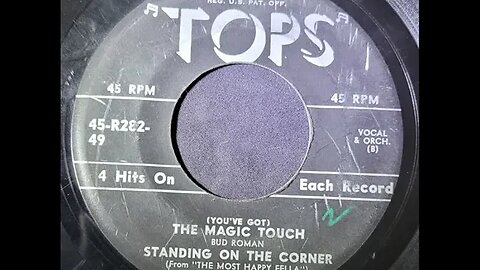 REG. U.S. PAT. OFF.
TOPS
45 RPM
45 RPM
45-R282-
49
VOCAL
& ORCH.
(B)
4 Hits On
Each Record
(YOU'VE GOT)
THE MAGIC TOUCH
BUD ROMAN
STANDING ON THE CORNER
(From "THE MOST HAPPY FELLA")
2